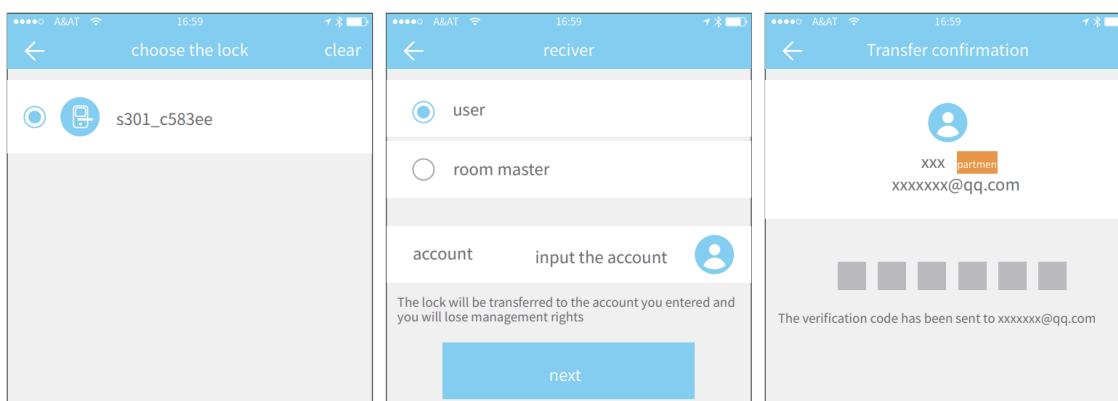 A&AT 16:59
choose the lock clear
s301_c583ee
A&AT 16:59
reciver
user
room master
account input the account
The lock will be transferred to the account you entered and
you will lose management rights
next
A&AT 16:59
Transfer confirmation
xxx partmen
xxxxxxx@qq.com
The verification code has been sent to xxxxxxx@qq.com